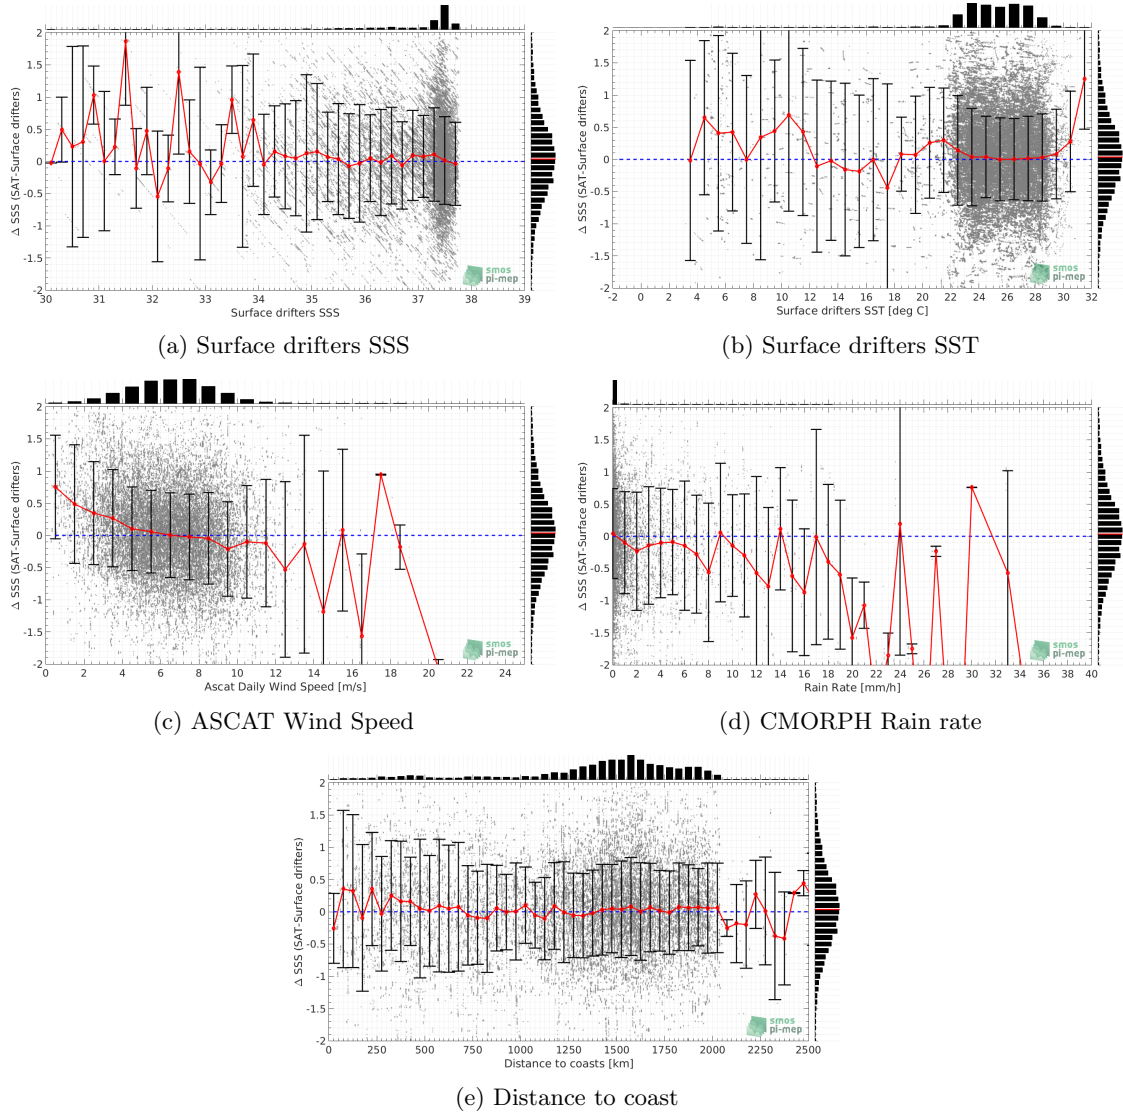 2
1.5
1
0.5
0
-0.5
-1
-1.5
-2
Δ SSS (SAT-Surface drifters)
30 31 32 33 34 35 36 37 38 39
Surface drifters SSS
smos
pi-mep
(a) Surface drifters SSS
2
1.5
1
0.5
0
-0.5
-1
-1.5
-2
Δ SSS (SAT-Surface drifters)
-2 0 2 4 6 8 10 12 14 16 18 20 22 24 26 28 30 32
Surface drifters SST [deg C]
smos
pi-mep
(b) Surface drifters SST
2
1.5
1
0.5
0
-0.5
-1
-1.5
-2
Δ SSS (SAT-Surface drifters)
0 2 4 6 8 10 12 14 16 18 20 22 24
Ascat Daily Wind Speed [m/s]
smos
pi-mep
(c) ASCAT Wind Speed
2
1.5
1
0.5
0
-0.5
-1
-1.5
-2
Δ SSS (SAT-Surface drifters)
0 2 4 6 8 10 12 14 16 18 20 22 24 26 28 30 32 34 36 38 40
Rain Rate [mm/h]
smos
pi-mep
(d) CMORPH Rain rate
2
1.5
1
0.5
0
-0.5
-1
-1.5
-2
Δ SSS (SAT-Surface drifters)
0 250 500 750 1000 1250 1500 1750 2000 2250 2500
Distance to coasts [km]
smos
pi-mep
(e) Distance to coast